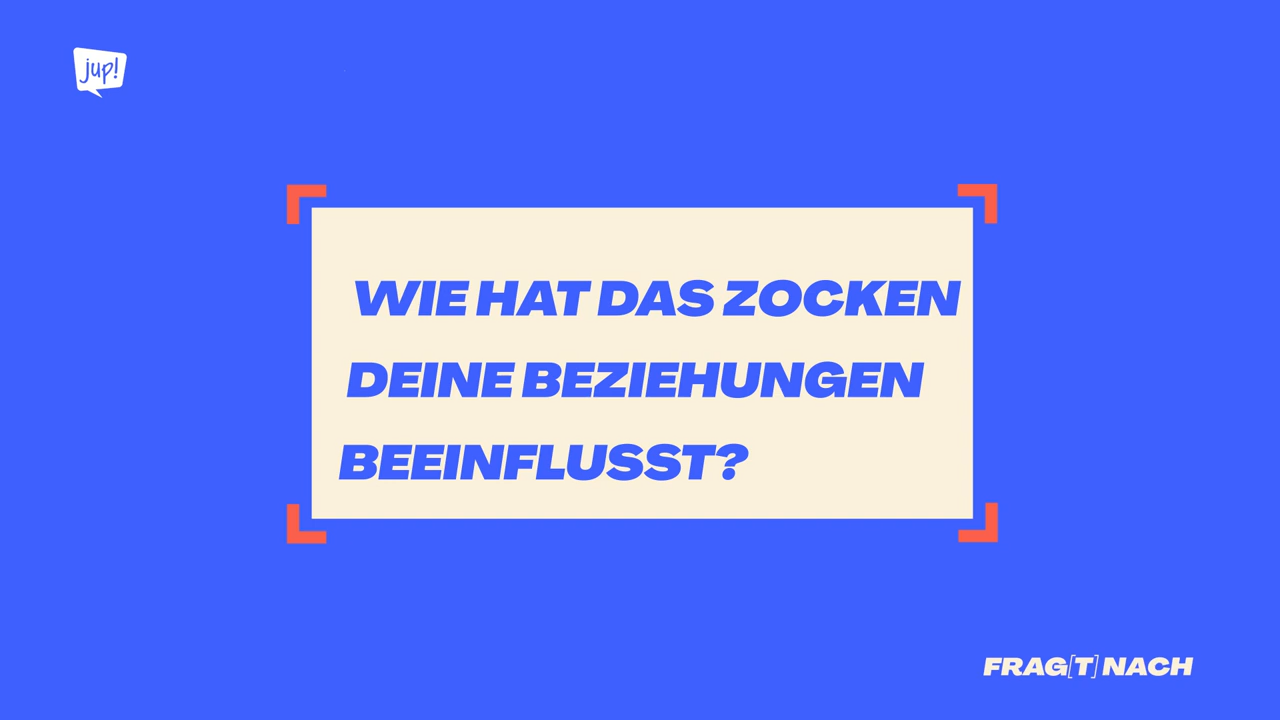 jup!
WIE HAT DAS ZOCKEN
DEINE BEZIEHUNGEN
BEEINFLUSST?
FRAG[T] NACH